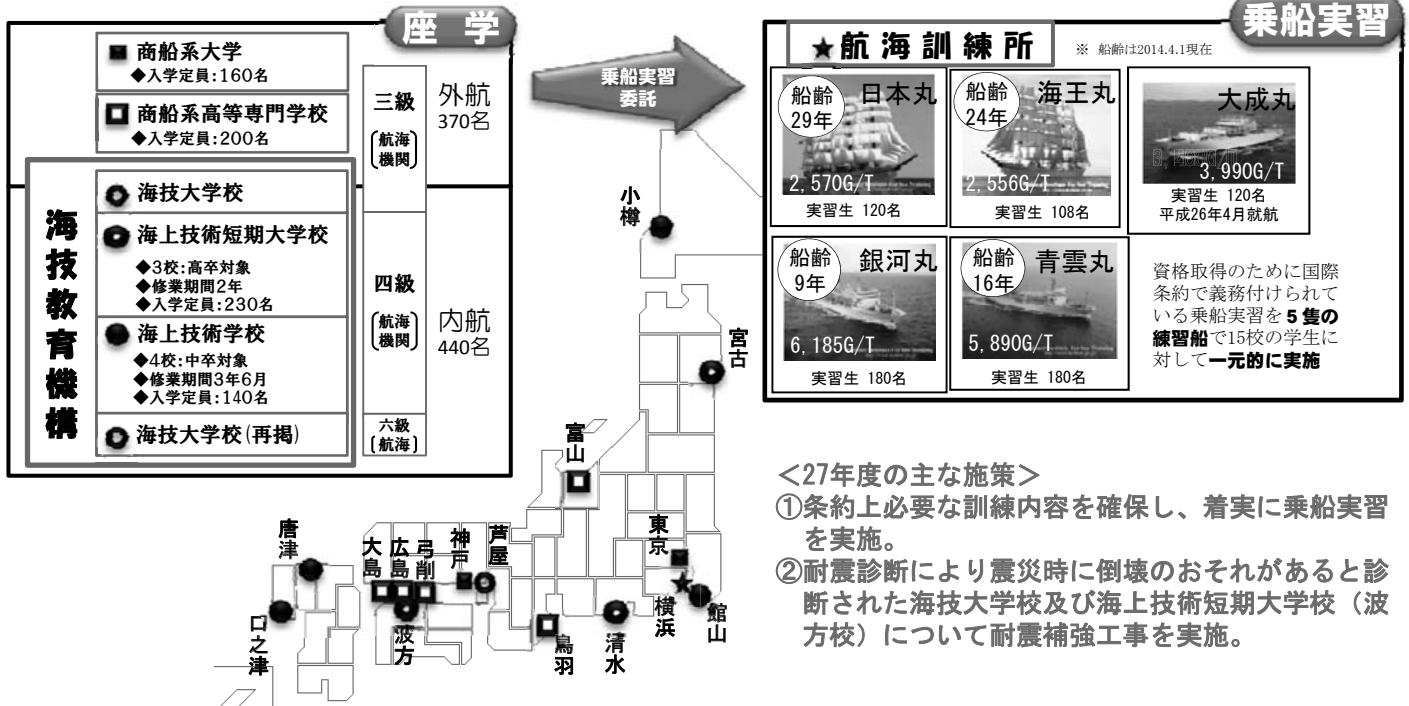 座 学
■ 商船系大学
◆入学定員:160名
商船系高等専門学校
◆入学定員:200名
海技教育機構
海技大学校
海上技術短期大学校
◆3校:高卒対象
◆修業期間2年
◆入学定員:230名
海上技術学校
◆4校:中卒対象
◆修業期間3年6月
◆入学定員:140名
海技大学校(再掲)
三級
〔航海
機関〕
四級
〔航海
機関〕
六級
〔航海〕
外航
370名
内航
440名
乗船実習
委託
乗船実習
★航海訓練所
※ 船齢は2014.4.1現在
船齢
29年
日本丸
2,570G/T
実習生 120名
船齢
24年
海王丸
2,556G/T
実習生 108名
大成丸
3,990G/T
実習生 120名
平成26年4月就航
船齢
9年
銀河丸
6,185G/T
実習生 180名
船齢
16年
青雲丸
5,890G/T
実習生 180名
資格取得のために国際
条約で義務付けられて
いる乗船実習を5隻の
練習船で15校の学生に
対して一元的に実施
小樽
宮古
富山
東京
横浜
館山
清水
鳥羽
芦屋
神戸
弓削
広島
大島
波方
唐津
口之津
<27年度の主な施策>
①条約上必要な訓練内容を確保し、着実に乗船実習
を実施。
②耐震診断により震災時に倒壊のおそれがあると診
断された海技大学校及び海上技術短期大学校（波
方校）について耐震補強工事を実施。